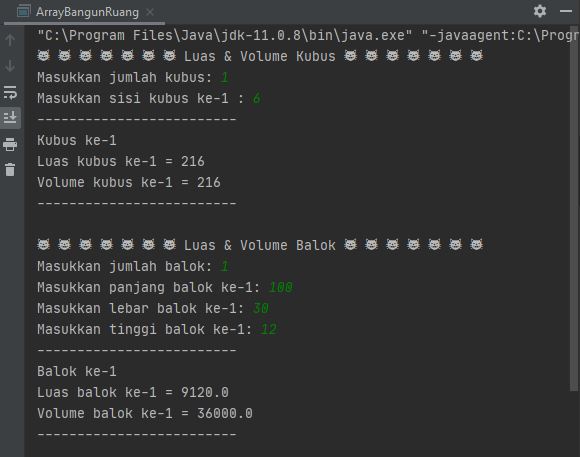 ArrayBangunRuang
"C:\Program Files\Java\jdk-11.0.8\bin\java.exe" "-javaagent:C:\Prog
😈 😈 😈 😈 😈 😈 😈 Luas & Volume Kubus 😈 😈 😈 😈 😈 😈 😈
Masukkan jumlah kubus: 1
Masukkan sisi kubus ke-1 : 6
-------------------------
Kubus ke-1
Luas kubus ke-1 = 216
Volume kubus ke-1 = 216
-------------------------
😈 😈 😈 😈 😈 😈 😈 Luas & Volume Balok 😈 😈 😈 😈 😈 😈 😈
Masukkan jumlah balok: 1
Masukkan panjang balok ke-1: 100
Masukkan lebar balok ke-1: 30
Masukkan tinggi balok ke-1: 12
-------------------------
Balok ke-1
Luas balok ke-1 = 9120.0
Volume balok ke-1 = 36000.0
-------------------------